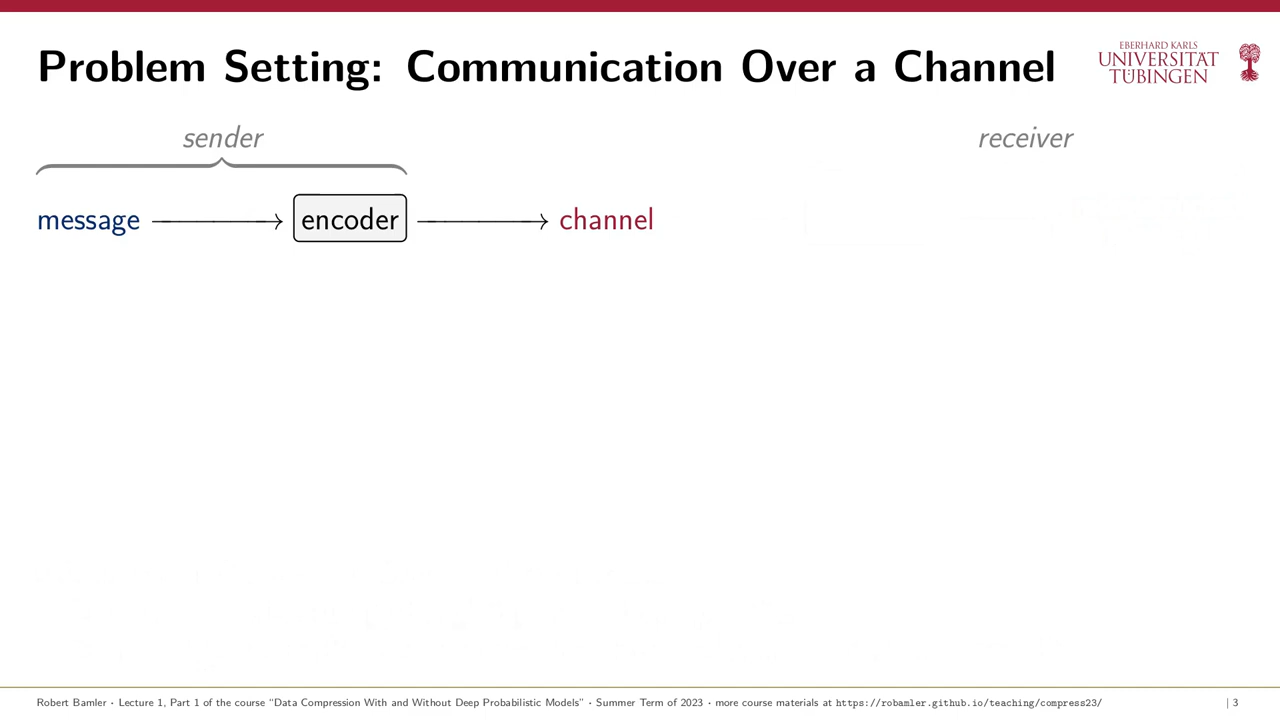 Problem Setting: Communication Over a Channel
EBERHARD KARLS
UNIVERSITÄT
TÜBINGEN
sender
receiver
message
encoder
channel
Robert Bamler · Lecture 1, Part 1 of the course “Data Compression With and Without Deep Probabilistic Models” · Summer Term of 2023 · more course materials at https://robamler.github.io/teaching/compress23/
| 3